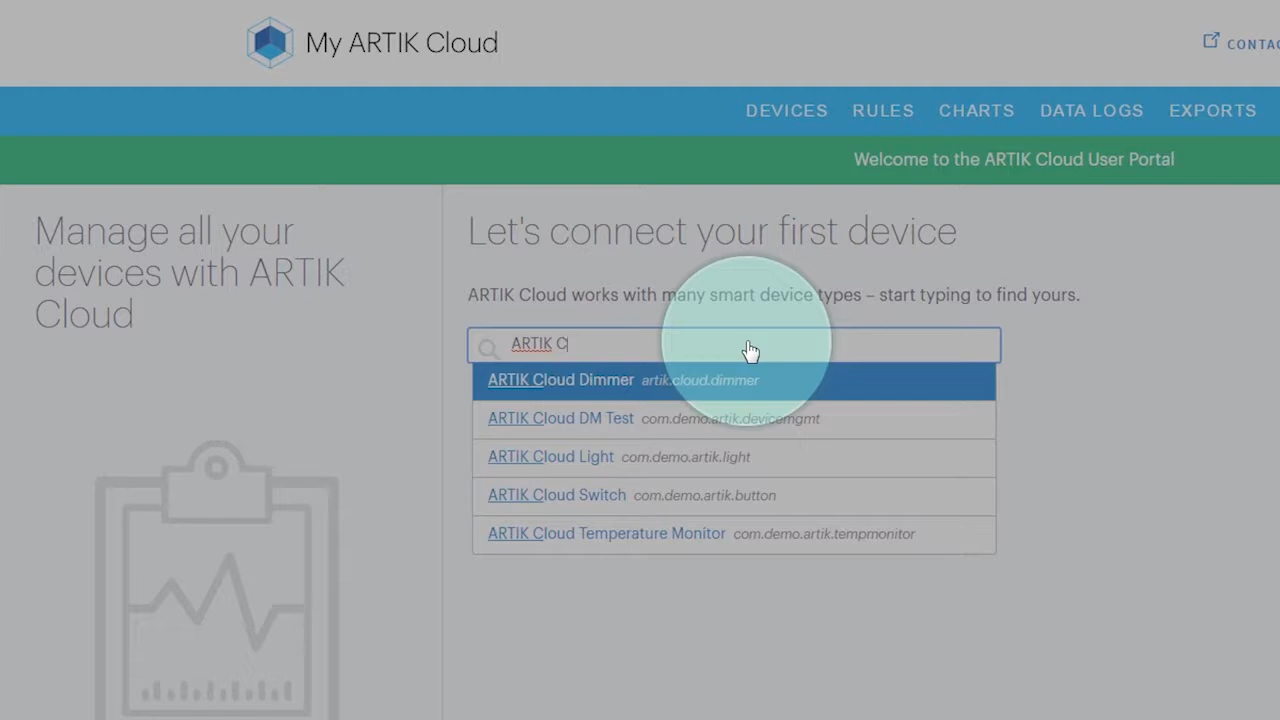 My ARTIK Cloud
CONTAC
DEVICES RULES CHARTS DATA LOGS EXPORTS
Welcome to the ARTIK Cloud User Portal
Manage all your
devices with ARTIK
Cloud
Let's connect your first device
ARTIK Cloud works with many smart device types – start typing to find yours.
ARTIK C
ARTIK Cloud Dimmer artik.cloud.dimmer
ARTIK Cloud DM Test com.demo.artik.devicemgmt
ARTIK Cloud Light com.demo.artik.light
ARTIK Cloud Switch com.demo.artik.button
ARTIK Cloud Temperature Monitor com.demo.artik.tempmonitor